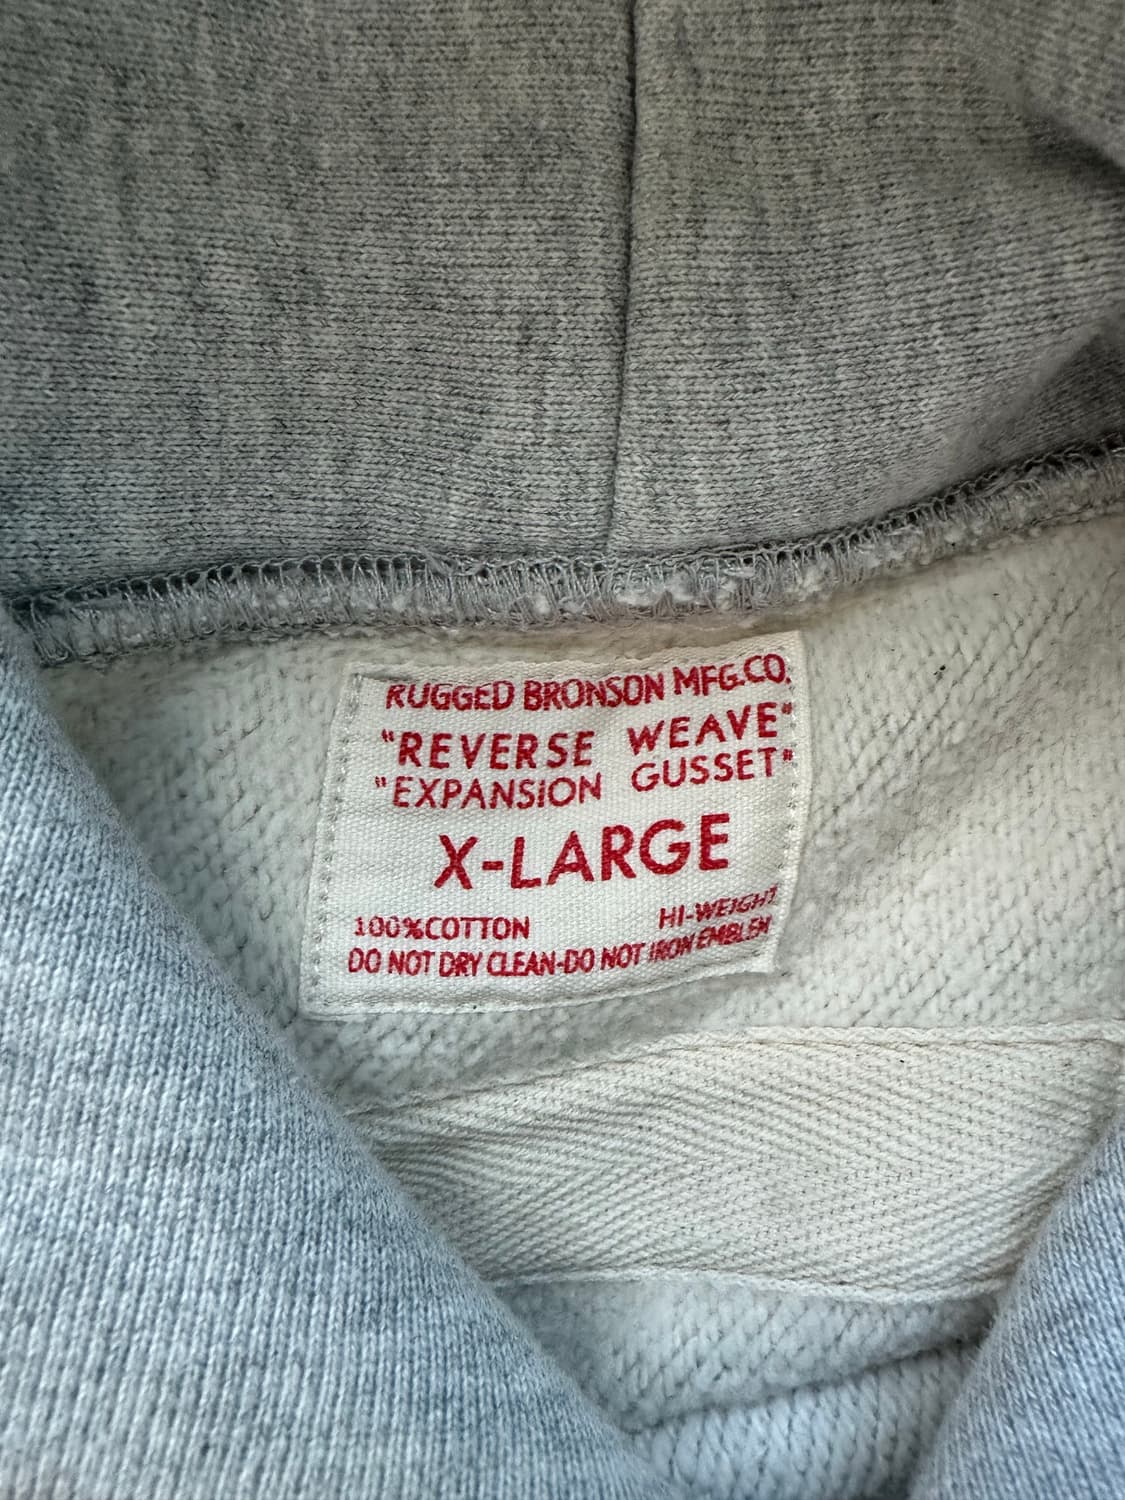 RUGGED BRONSON MFG.CO.
"REVERSE WEAVE"
"EXPANSiON GUSSET"
X-LARGE
100%COTTON HI-WEIGHT
DO NOT DRY CLEAN-DO NOT IRON EMBLEM